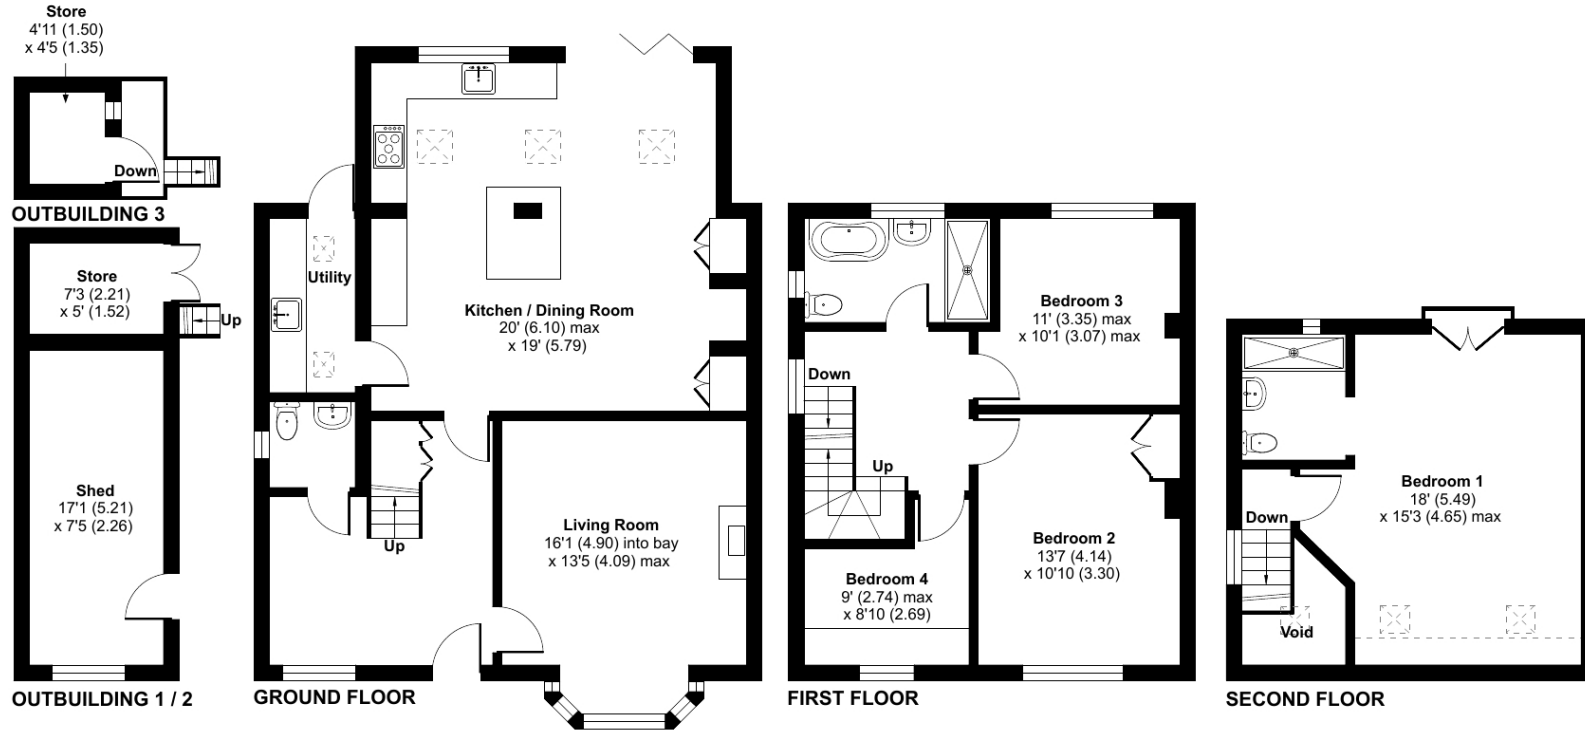 Store
4'11 (1.50)
x 4'5 (1.35)
Down
OUTBUILDING 3
Store
7'3 (2.21)
x 5' (1.52)
Up
Shed
17'1 (5.21)
x 7'5 (2.26)
OUTBUILDING 1 / 2
Utility
Kitchen / Dining Room
20' (6.10) max
x 19' (5.79)
Up
Living Room
16'1 (4.90) into bay
x 13'5 (4.09) max
GROUND FLOOR
Bedroom 3
11' (3.35) max
x 10'1 (3.07) max
Down
Up
Bedroom 2
13'7 (4.14)
x 10'10 (3.30)
Bedroom 4
9' (2.74) max
x 8'10 (2.69)
FIRST FLOOR
Bedroom 1
18' (5.49)
x 15'3 (4.65) max
Down
Void
SECOND FLOOR